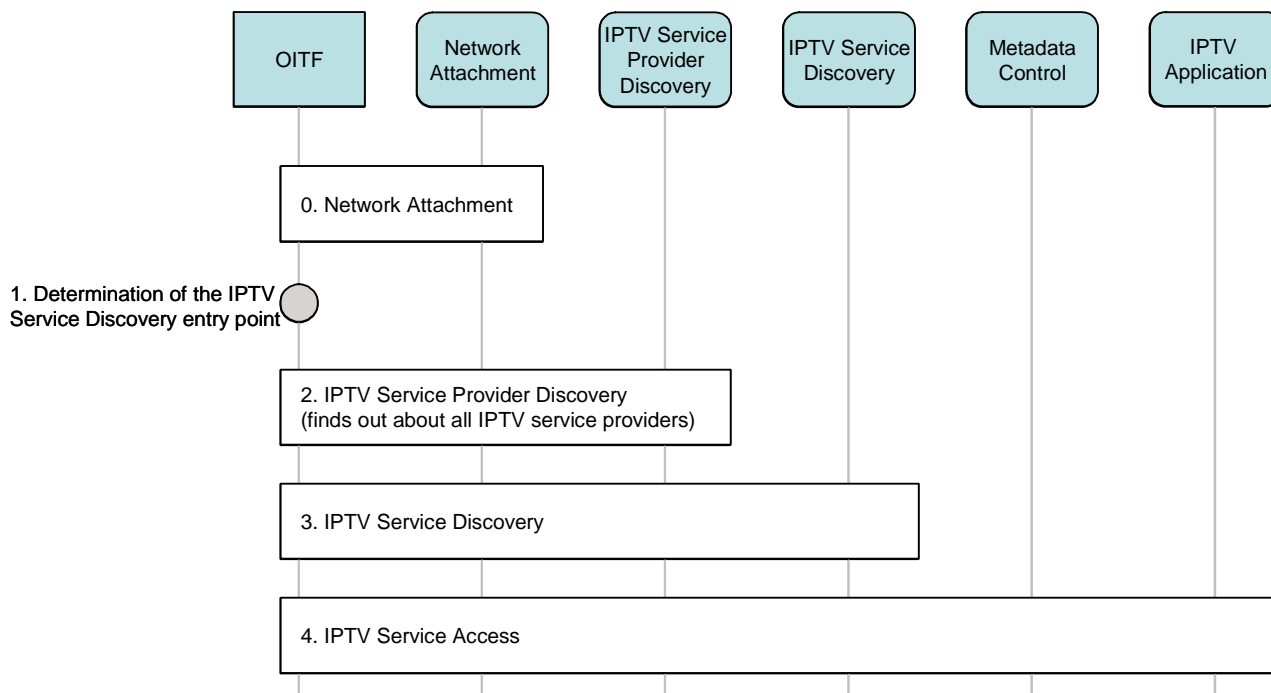 OITF
Network
Attachment
IPTV Service
Provider
Discovery
IPTV Service
Discovery
Metadata
Control
IPTV
Application
0. Network Attachment
1. Determination of the IPTV
Service Discovery entry point
2. IPTV Service Provider Discovery
(finds out about all IPTV service providers)
3. IPTV Service Discovery
4. IPTV Service Access